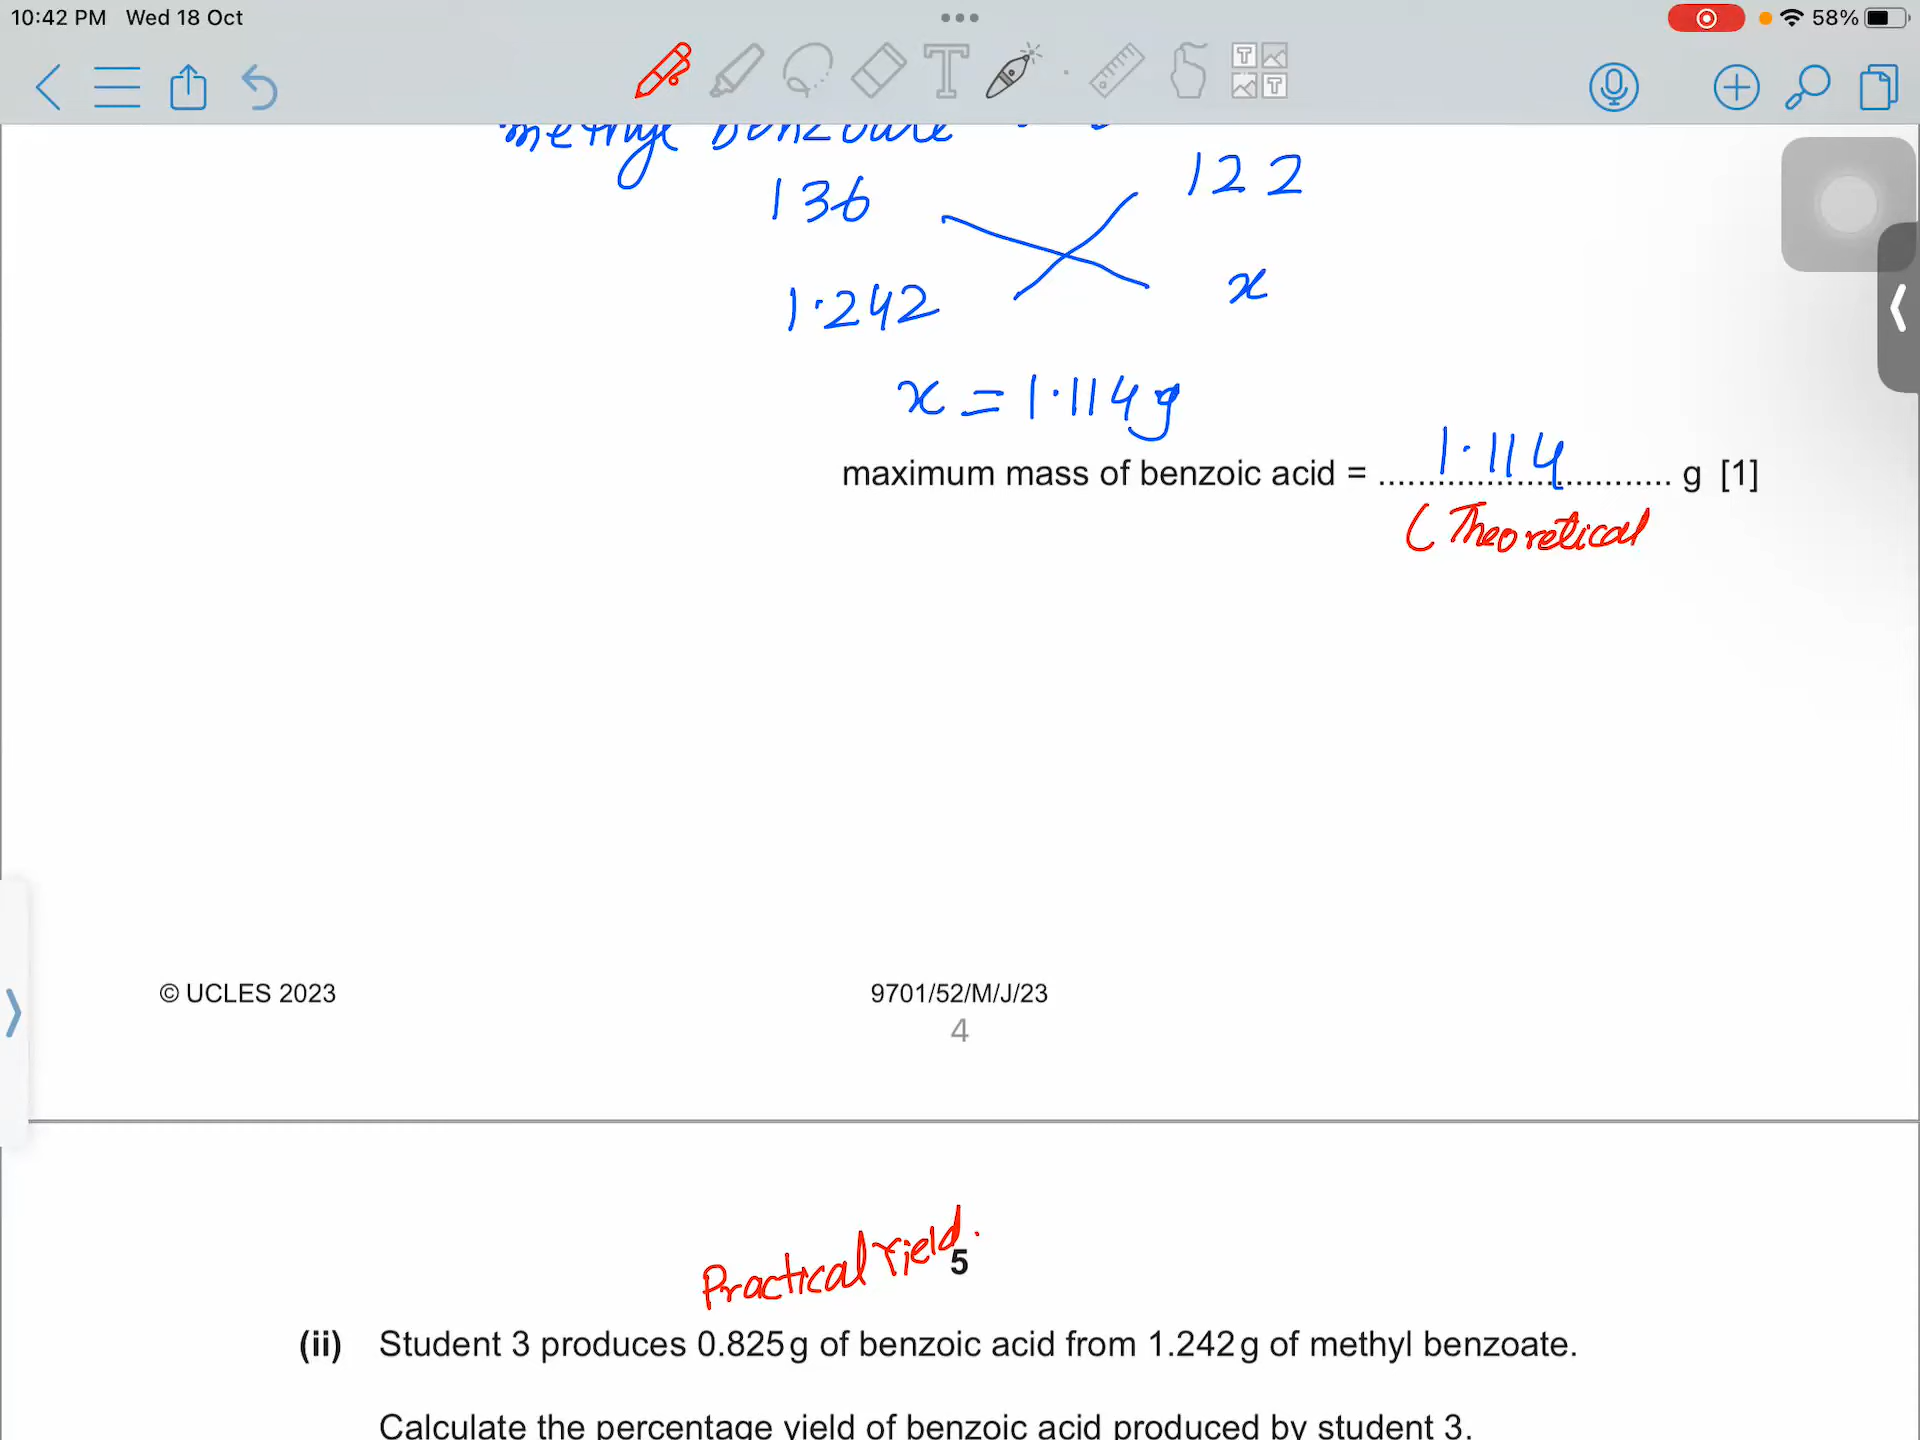 10:42 PM Wed 18 Oct
58%
methyl benzoate
136
122
1.242
x
x = 1.114 g
maximum mass of benzoic acid = 1.114 g [1]
(Theoretical
© UCLES 2023
9701/52/M/J/23
4
Practical Yield.
5
(ii) Student 3 produces 0.825 g of benzoic acid from 1.242 g of methyl benzoate.
Calculate the percentage yield of benzoic acid produced by student 3.